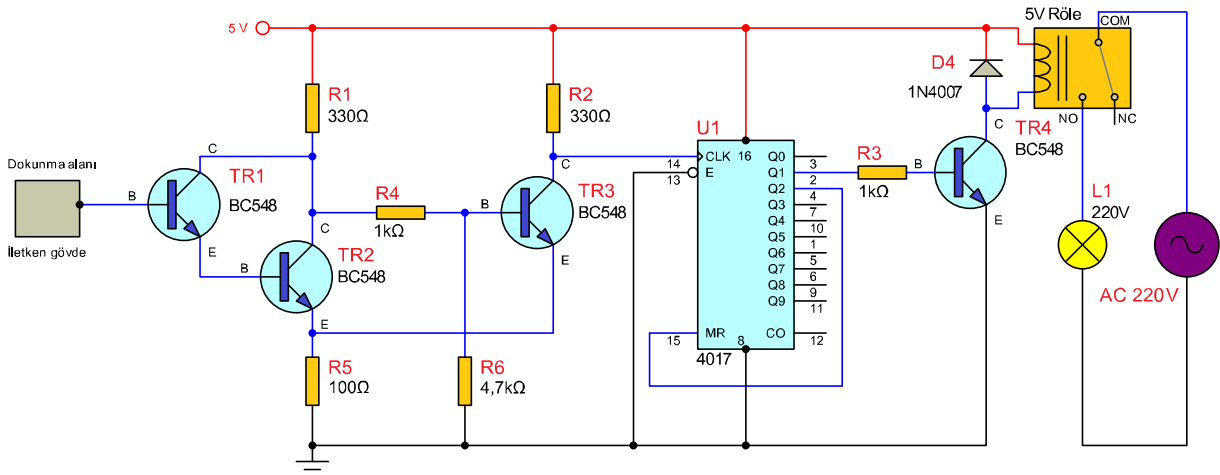 5 V
5V Röle
COM
NO
NC
R1
330Ω
R2
330Ω
D4
1N4007
C
TR4
BC548
B
E
U1
CLK
16
14
E
13
Q0
3
Q1
2
Q2
4
Q3
7
Q4
10
Q5
1
Q6
5
Q7
6
Q8
9
Q9
11
MR
15
8
CO
12
4017
R3
1kΩ
L1
220V
AC 220V
Dokunma alanı
İletken gövde
B
C
TR1
BC548
E
R4
1kΩ
B
C
TR3
BC548
E
B
C
TR2
BC548
E
R5
100Ω
R6
4,7kΩ